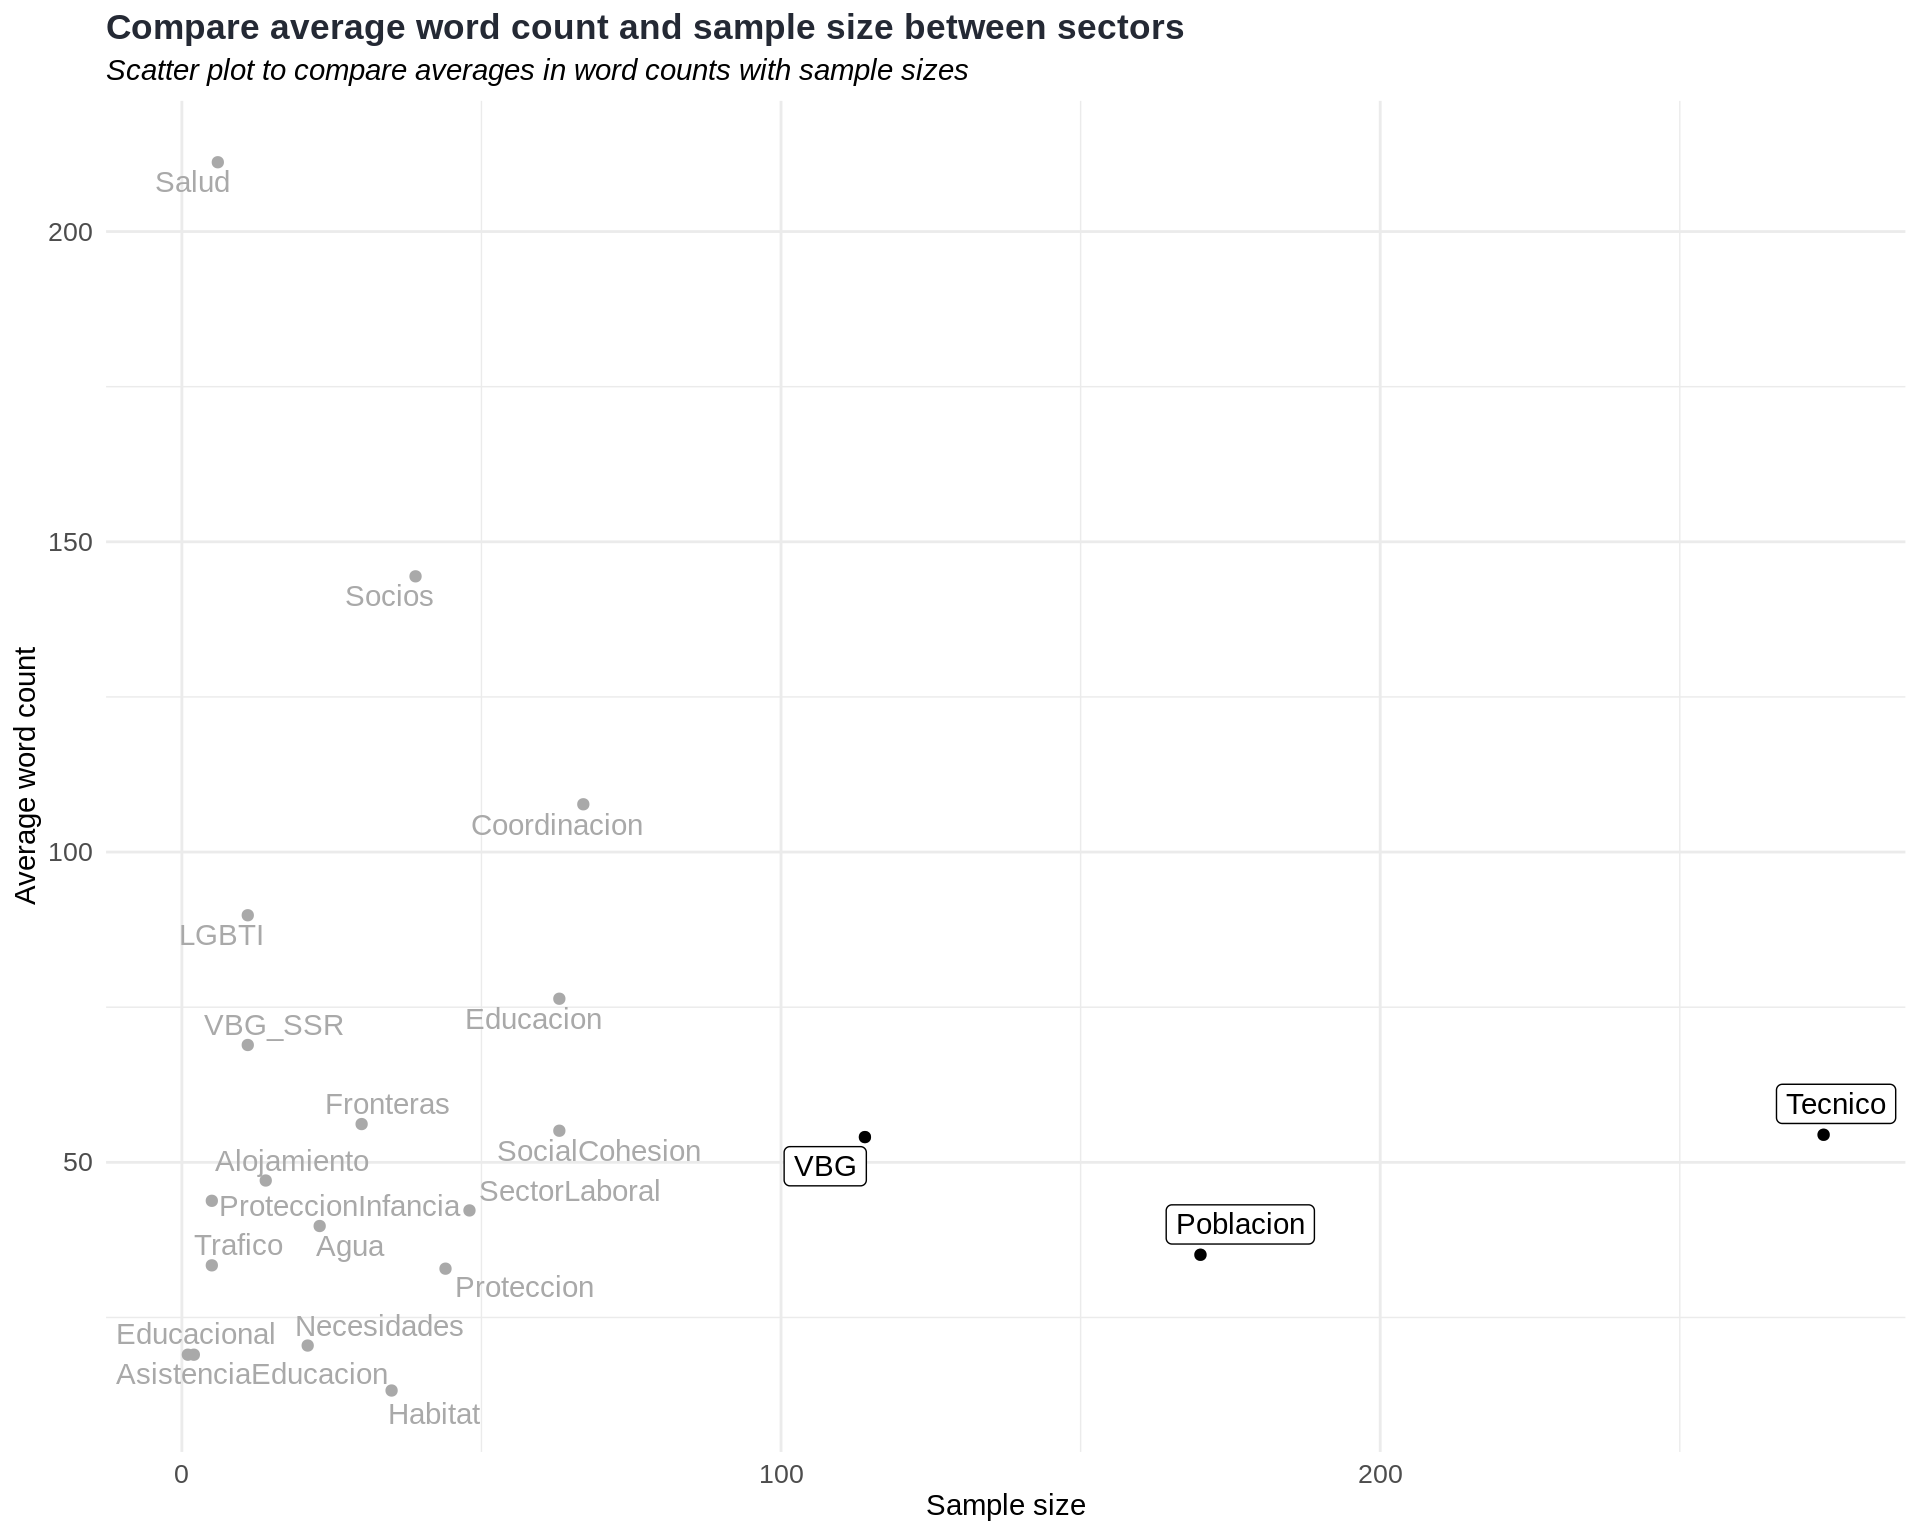 Compare average word count and sample size between sectors
Scatter plot to compare averages in word counts with sample sizes
Average word count
200
150
100
50
Salud
Socios
Coordinacion
LGBTI
Educacion
VBG_SSR
Fronteras
Tecnico
SocialCohesion
Alojamiento
VBG
SectorLaboral
ProteccionInfancia
Poblacion
Trafico
Agua
Proteccion
Necesidades
Educacional
AsistenciaEducacion
Habitat
0
100
200
Sample size